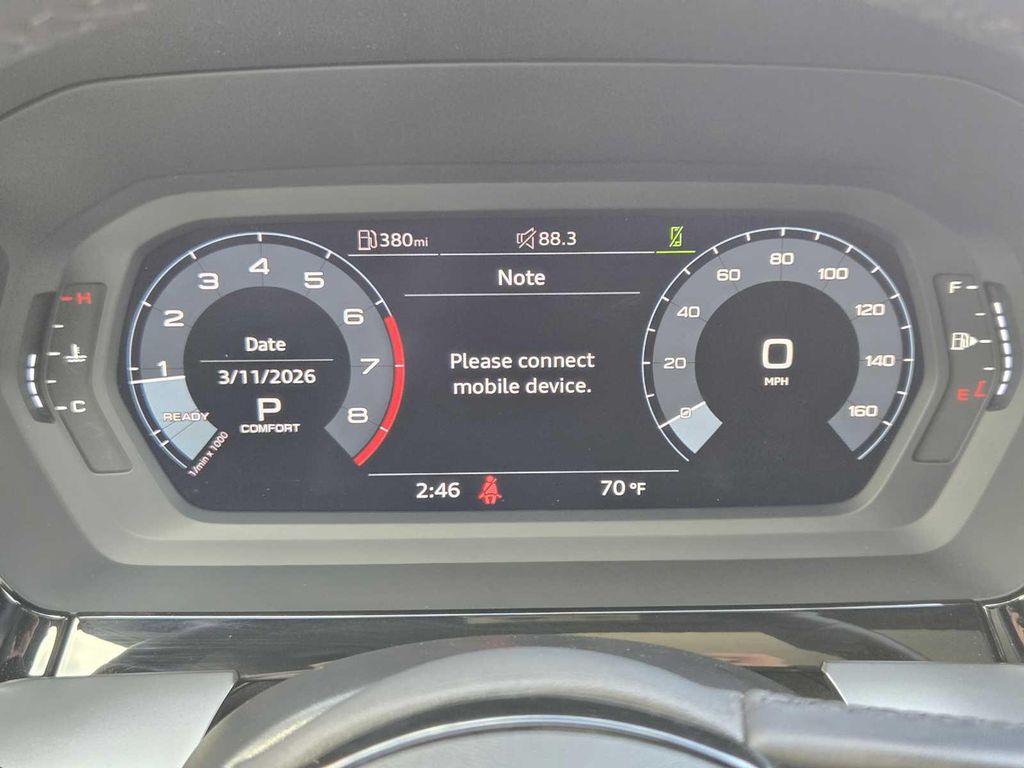 380mi
88.3
Note
Please connect
mobile device.
H
C
1
2
3
4
5
6
7
8
READY
1/min x 1000
Date
3/11/2026
P
COMFORT
0
20
40
60
80
100
120
140
160
0
MPH
F
E
2:46
70 °F